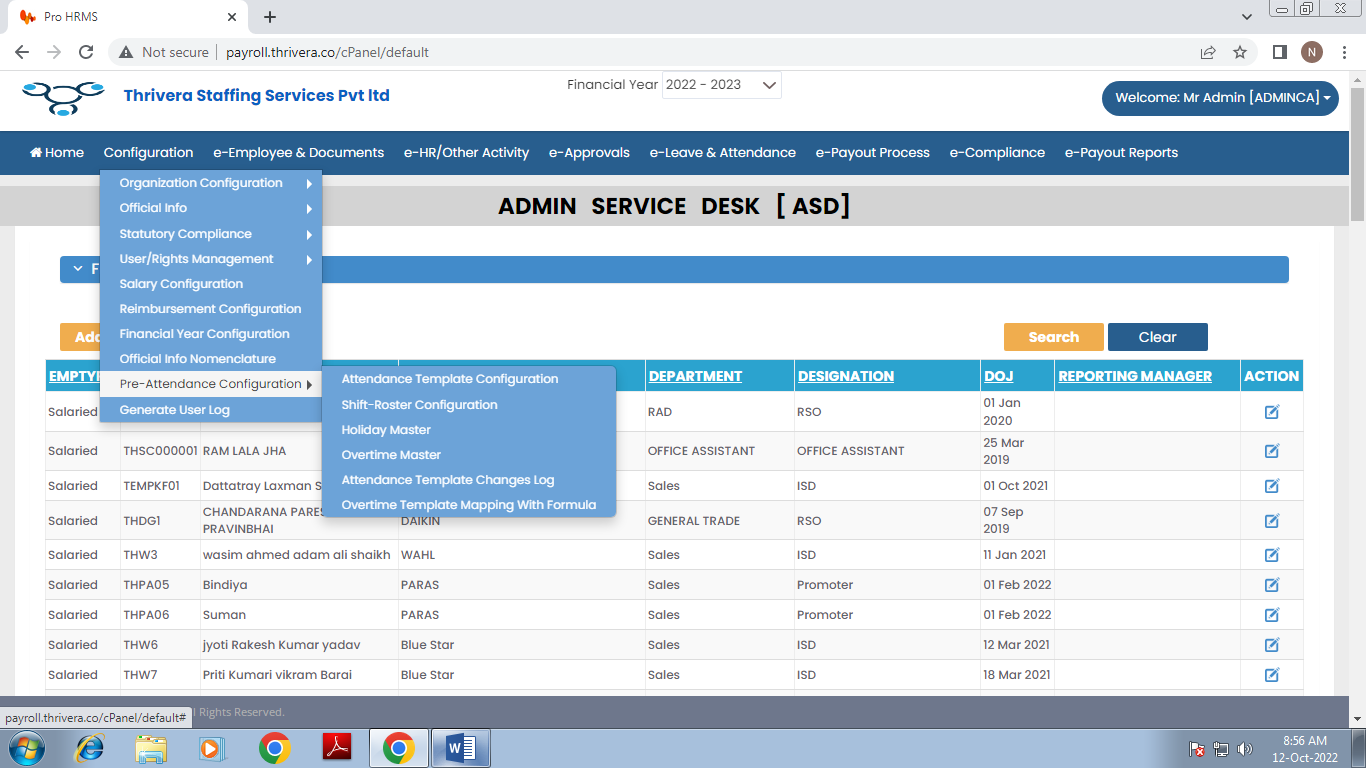 Pro HRMS
Not secure payroll.thrivera.co/cPanel/default
N
Thrivera Staffing Services Pvt ltd
Financial Year 2022 - 2023
Welcome: Mr Admin [ADMINCA]
Home Configuration e-Employee & Documents e-HR/Other Activity e-Approvals e-Leave & Attendance e-Payout Process e-Compliance e-Payout Reports
ADMIN SERVICE DESK [ ASD]
Organization Configuration
Official Info
Statutory Compliance
User/Rights Management
Salary Configuration
Reimbursement Configuration
Financial Year Configuration
Official Info Nomenclature
Pre-Attendance Configuration
Generate User Log
Attendance Template Configuration
Shift-Roster Configuration
Holiday Master
Overtime Master
Attendance Template Changes Log
Overtime Template Mapping With Formula
Search Clear
DEPARTMENT DESIGNATION DOJ REPORTING MANAGER ACTION
Salaried RAD RSO 01 Jan
2020
Salaried THSC000001 RAM LALA JHA OFFICE ASSISTANT OFFICE ASSISTANT 25 Mar
2019
Salaried TEMPKF01 Dattatray Laxman Sales ISD 01 Oct 2021
Salaried THDG1 CHANDARANA
PRAVINBHAI DAIKIN GENERAL TRADE RSO 07 Sep
2019
Salaried THW3 wasim ahmed adam ali shaikh WAHL Sales ISD 11 Jan 2021
Salaried THPA05 Bindiya PARAS Sales Promoter 01 Feb 2022
Salaried THPA06 Suman PARAS Sales Promoter 01 Feb 2022
Salaried THW6 jyoti Rakesh Kumar yadav Blue Star Sales ISD 12 Mar 2021
Salaried THW7 Priti Kumari vikram Barai Blue Star Sales ISD 18 Mar 2021
payroll.thrivera.co/cPanel/default#
Rights Reserved.
8:56 AM
12-Oct-2022